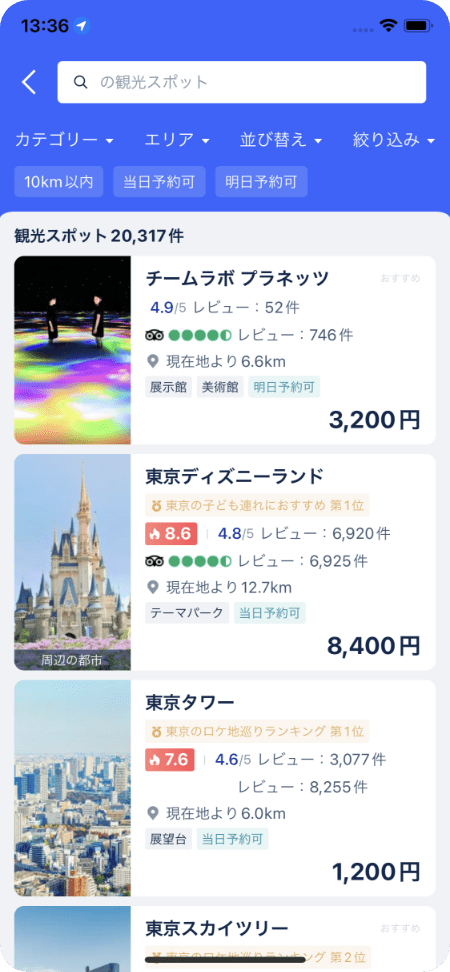 13:36
の観光スポット
カテゴリー エリア 並び替え 絞り込み
10km以内 当日予約可 明日予約可
観光スポット 20,317件
チームラボ プラネッツ おすすめ
4.9/5 レビュー：52件
レビュー：746件
現在地より6.6km
展示館 美術館 明日予約可
3,200円
東京ディズニーランド
東京の子ども連れにおすすめ 第1位
8.6 4.8/5 レビュー：6,920件
レビュー：6,925件
現在地より12.7km
テーマパーク 当日予約可
周辺の都市
8,400円
東京タワー
東京のロケ地巡りランキング 第1位
7.6 4.6/5 レビュー：3,077件
レビュー：8,255件
現在地より6.0km
展望台 当日予約可
1,200円
東京スカイツリー おすすめ
東京のロケ地巡りランキング 第2位